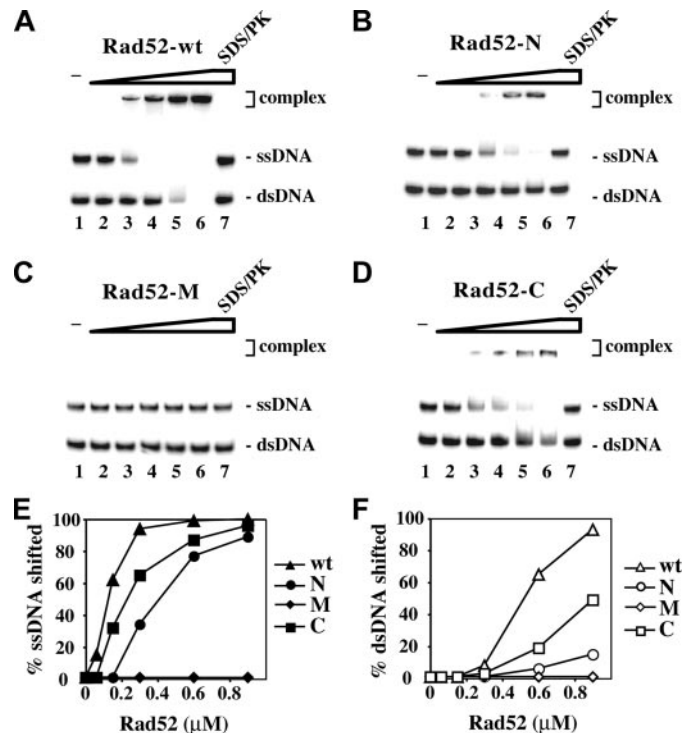 A
Rad52-wt
SDS/PK
–
complex
- ssDNA
- dsDNA
1 2 3 4 5 6 7
B
Rad52-N
SDS/PK
–
complex
- ssDNA
- dsDNA
1 2 3 4 5 6 7
C
Rad52-M
SDS/PK
–
complex
- ssDNA
- dsDNA
1 2 3 4 5 6 7
D
Rad52-C
SDS/PK
–
complex
- ssDNA
- dsDNA
1 2 3 4 5 6 7
E
% ssDNA shifted
100
80
60
40
20
0
0 0.2 0.4 0.6 0.8
Rad52 (µM)
wt
N
M
C
F
% dsDNA shifted
100
80
60
40
20
0
0 0.2 0.4 0.6 0.8
Rad52 (µM)
wt
N
M
C